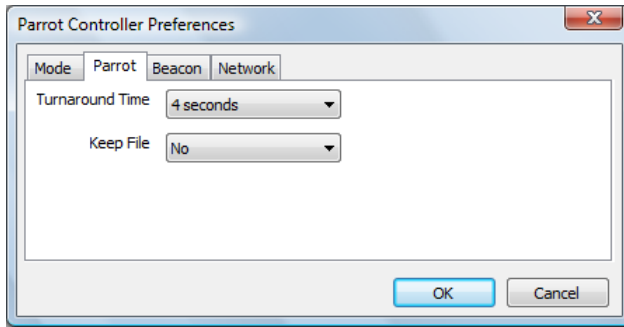 Parrot Controller Preferences
Mode Parrot Beacon Network
Turnaround Time 4 seconds
Keep File No
OK Cancel